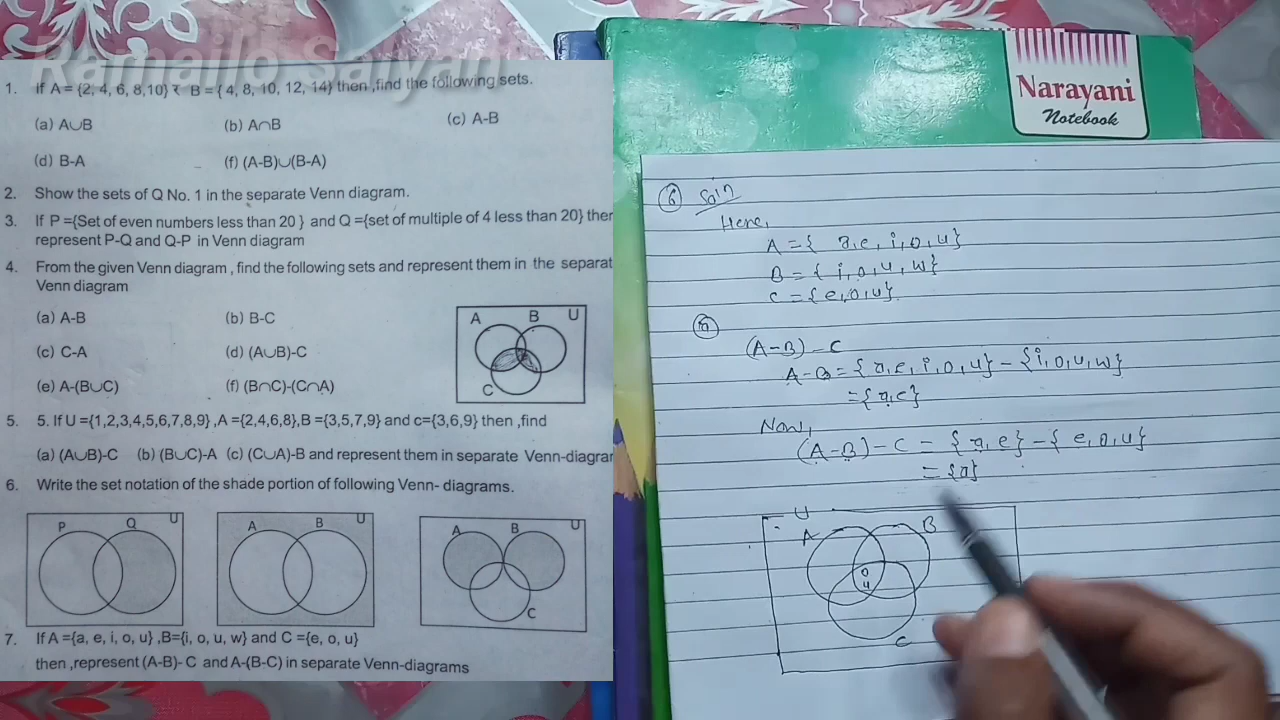 Ramailo Saiyan
1. If A= {2, 4, 6, 8,10} र B = { 4, 8, 10, 12, 14} then ,find the following sets.
(a) A∪B (b) A∩B (c) A-B
(d) B-A (f) (A-B)∪(B-A)
2. Show the sets of Q No. 1 in the separate Venn diagram.
3. If P ={Set of even numbers less than 20 } and Q ={set of multiple of 4 less than 20} ther
represent P-Q and Q-P in Venn diagram
4. From the given Venn diagram , find the following sets and represent them in the separat
Venn diagram
(a) A-B (b) B-C
(c) C-A (d) (A∪B)-C
(e) A-(B∪C) (f) (B∩C)-(C∩A)
A B U
C
5. 5. If U ={1,2,3,4,5,6,7,8,9} ,A ={2,4,6,8},B ={3,5,7,9} and c={3,6,9} then ,find
(a) (A∪B)-C (b) (B∪C)-A (c) (C∪A)-B and represent them in separate Venn-diagrar
6. Write the set notation of the shade portion of following Venn- diagrams.
P Q U
A B U
A B U
C
7. If A ={a, e, i, o, u} ,B={i, o, u, w} and C ={e, o, u}
then ,represent (A-B)- C and A-(B-C) in separate Venn-diagrams
Narayani
Notebook
6 Soln
Here,
A = { a, e, i, o, u}
B = { i, o, u, w}
C = {e, o, u}
(A-B) - C
A-B = { a, e, i, o, u} - {i, o, u, w}
= {a, e}
Now,
(A-B) - C = { a, e} - { e, o, u}
= {a}
U
A B
o
u
C